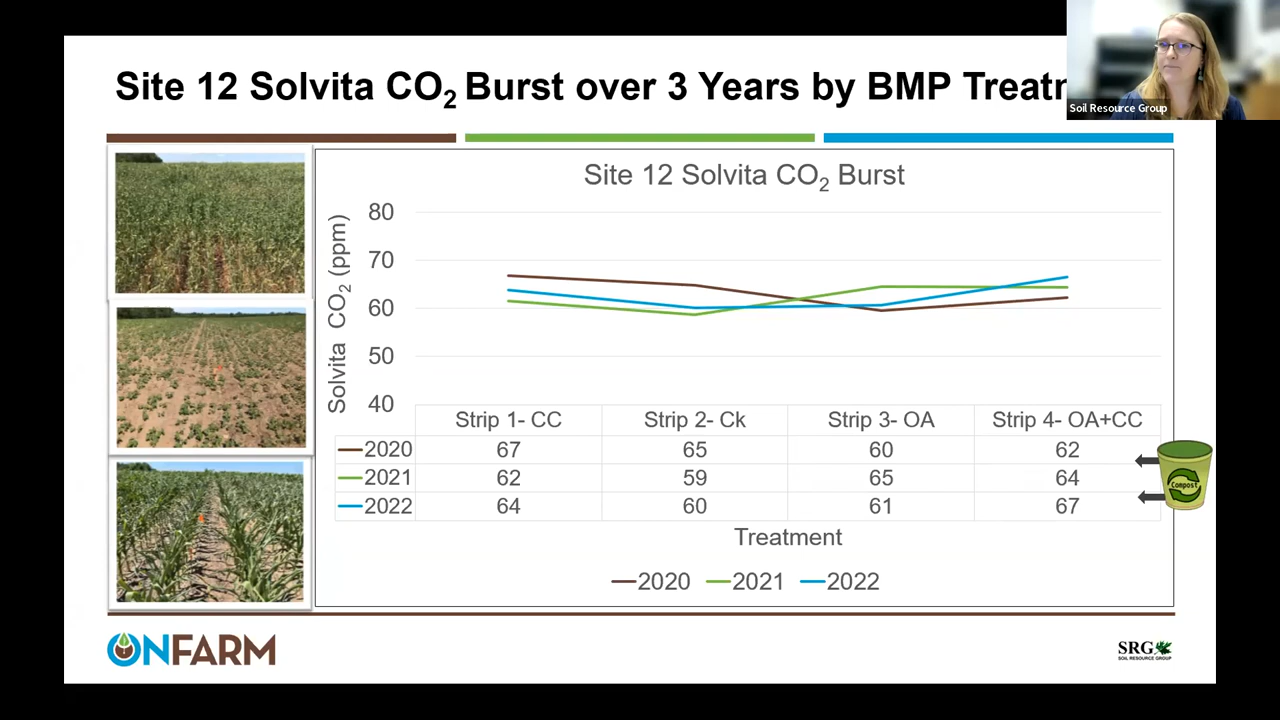 Site 12 Solvita CO2 Burst over 3 Years by BMP Treatm
Soil Resource Group
Site 12 Solvita CO2 Burst
Solvita CO2 (ppm)
80
70
60
50
40
Strip 1- CC Strip 2- Ck Strip 3- OA Strip 4- OA+CC
2020 67 65 60 62
2021 62 59 65 64
2022 64 60 61 67
Compost
Treatment
2020 2021 2022
ONFARM
SRG
SOIL RESOURCE GROUP